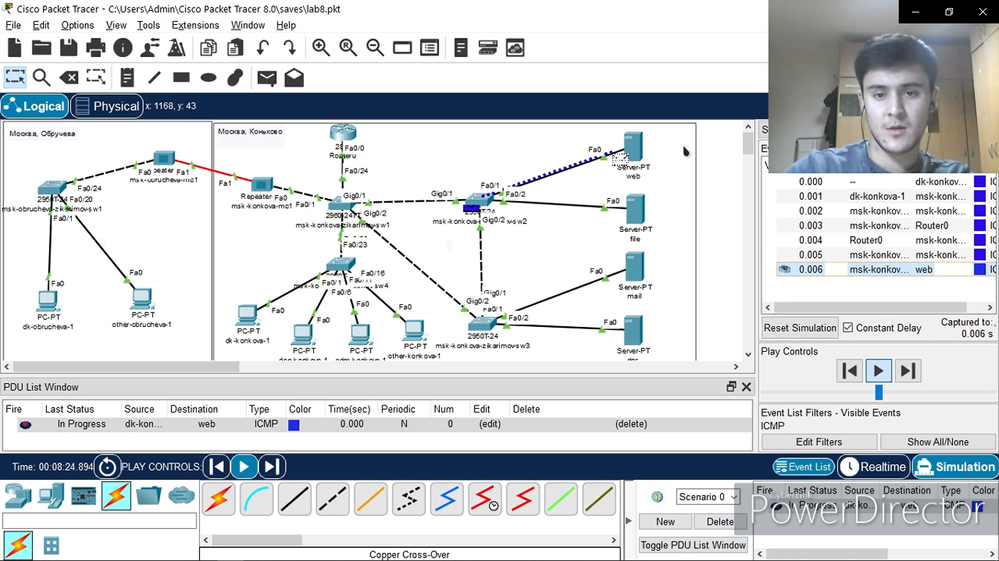 Cisco Packet Tracer - C:\Users\Admin\Cisco Packet Tracer 8.0\saves\lab8.pkt
File Edit Options View Tools Extensions Window Help
Logical Physical x: 1168, y: 43
Москва, Обручева
Москва, Коньково
Routeru
Fa0/0
Fa0/24
Fa0 Fa1
msk-obrucheva-mc1
Fa1
Repeater Fa0
msk-konkova-mc1
Fa0/24
2950T-24 Fa0/20
msk-obrucheva-zikarimov-sw1
Fa0/1
Fa0
PC-PT
dk-obrucheva-1
Fa0
PC-PT
other-obrucheva-1
Gig0/1
Fa0/1
Gig0/2
msk-konkova-zikarimov-sw1
Fa0/23
Fa0/16
Fa0/1
Fa0/6
Fa0
PC-PT
dk-konkova-1
Fa0
PC-PT
Fa0
PC-PT
Fa0
PC-PT
other-konkova-1
Gig0/1
Fa0/1
Fa0/2
Gig0/2
Fa0
Server-PT
web
Fa0
Server-PT
file
Fa0
Server-PT
mail
Fa0
Server-PT
Gig0/1
Gig0/2
Fa0/1
Fa0/2
2950T-24
msk-konkova-zikarimov-sw3
0.000 -- dk-konkov...
0.001 dk-konkova-1 msk-konk...
0.002 msk-konkov... msk-konk...
0.003 msk-konkov... Router0
0.004 Router0 msk-konk...
0.005 msk-konkov... msk-konk...
0.006 msk-konkov... web
Reset Simulation Constant Delay Captured to:
0.006 s
Play Controls
Event List Filters - Visible Events
ICMP
Edit Filters Show All/None
PDU List Window
Fire Last Status Source Destination Type Color Time(sec) Periodic Num Edit Delete
In Progress dk-kon... web ICMP 0.000 N 0 (edit) (delete)
Time: 00:08:24.894 PLAY CONTROLS:
Event List Realtime Simulation
Scenario 0
New Delete
Toggle PDU List Window
Fire Last Status Source Destination Type Color
In Progress dk-ko... web ICMP
CyberLink
PowerDirector
Copper Cross-Over